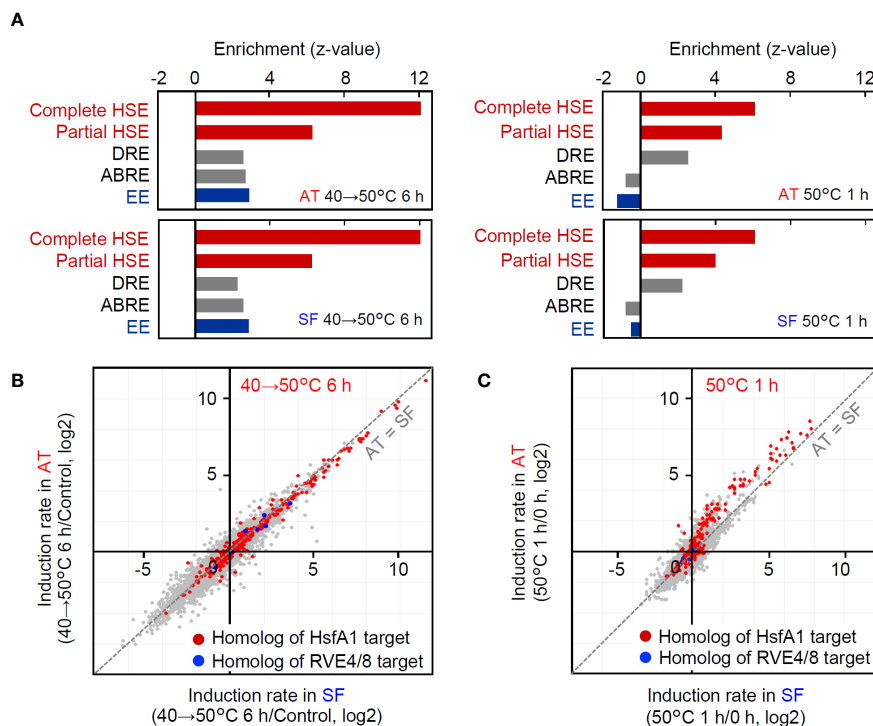 A
Enrichment (z-value)
-2 0 4 8 12
Complete HSE
Partial HSE
DRE
ABRE
EE
AT 40→50°C 6 h
Complete HSE
Partial HSE
DRE
ABRE
EE
SF 40→50°C 6 h
Enrichment (z-value)
-2 0 4 8 12
Complete HSE
Partial HSE
DRE
ABRE
EE
AT 50°C 1 h
Complete HSE
Partial HSE
DRE
ABRE
EE
SF 50°C 1 h
B
40→50°C 6 h
AT = SF
10
5
-5 0 5 10
Homolog of HsfA1 target
Homolog of RVE4/8 target
Induction rate in AT
(40→50°C 6 h/Control, log2)
Induction rate in SF
(40→50°C 6 h/Control, log2)
C
50°C 1 h
AT = SF
10
5
-5 0 5 10
Homolog of HsfA1 target
Homolog of RVE4/8 target
Induction rate in AT
(50°C 1 h/0 h, log2)
Induction rate in SF
(50°C 1 h/0 h, log2)